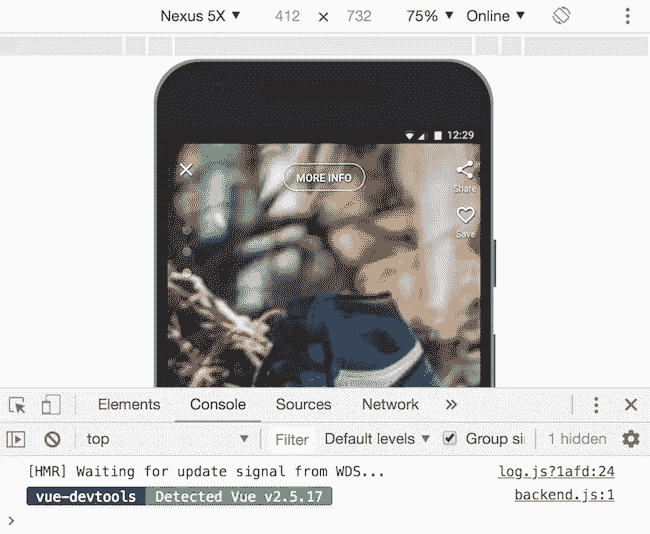 Nexus 5X ▼ 412 × 732 75% ▼ Online ▼
12:29
MORE INFO
Share
Save
Elements Console Sources Network »
top ▼ Filter Default levels ▼ Group si 1 hidden
[HMR] Waiting for update signal from WDS... log.js?1afd:24
vue-devtools Detected Vue v2.5.17 backend.js:1
>